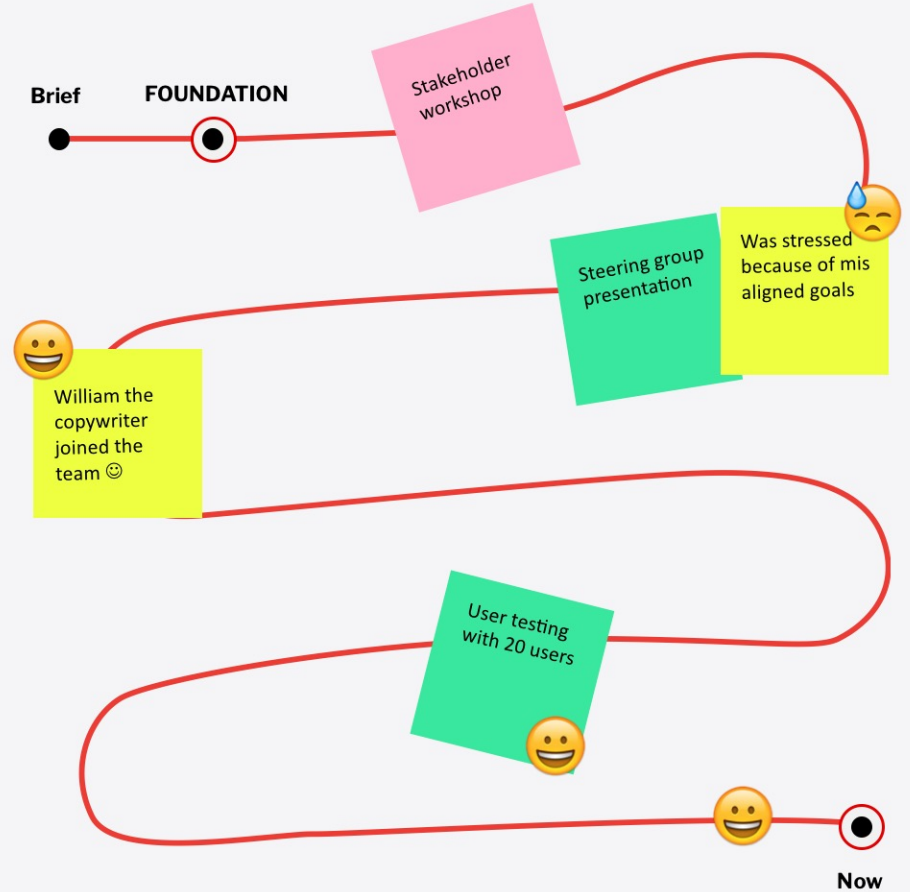 Brief
FOUNDATION
Stakeholder
workshop
Was stressed
because of mis
aligned goals
Steering group
presentation
William the
copywriter
joined the
team ☺
User testing
with 20 users
Now